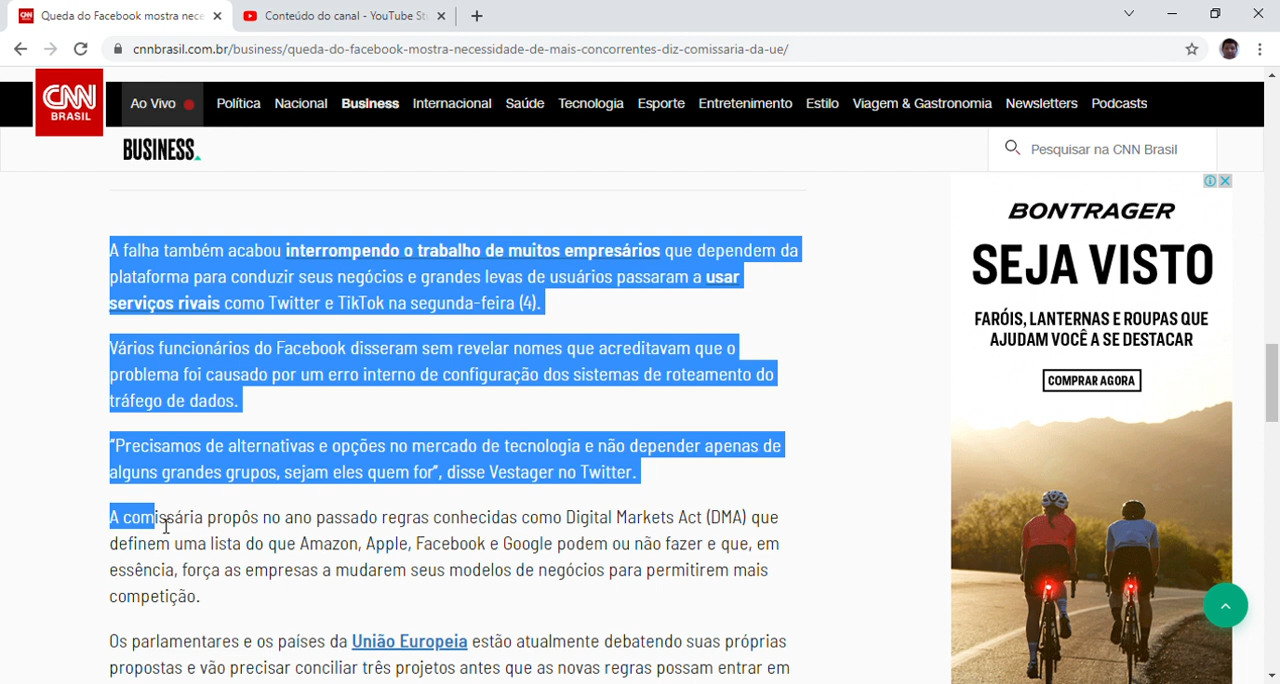 Queda do Facebook mostra nece
Conteúdo do canal - YouTube St
cnnbrasil.com.br/business/queda-do-facebook-mostra-necessidade-de-mais-concorrentes-diz-comissaria-da-ue/
CNN BRASIL
Ao Vivo Política Nacional Business Internacional Saúde Tecnologia Esporte Entretenimento Estilo Viagem & Gastronomia Newsletters Podcasts
BUSINESS
Pesquisar na CNN Brasil
A falha também acabou interrompendo o trabalho de muitos empresários que dependem da
plataforma para conduzir seus negócios e grandes levas de usuários passaram a usar
serviços rivais como Twitter e TikTok na segunda-feira (4).
Vários funcionários do Facebook disseram sem revelar nomes que acreditavam que o
problema foi causado por um erro interno de configuração dos sistemas de roteamento do
tráfego de dados.
“Precisamos de alternativas e opções no mercado de tecnologia e não depender apenas de
alguns grandes grupos, sejam eles quem for”, disse Vestager no Twitter.
A comissária propôs no ano passado regras conhecidas como Digital Markets Act (DMA) que
definem uma lista do que Amazon, Apple, Facebook e Google podem ou não fazer e que, em
essência, força as empresas a mudarem seus modelos de negócios para permitirem mais
competição.
Os parlamentares e os países da União Europeia estão atualmente debatendo suas próprias
propostas e vão precisar conciliar três projetos antes que as novas regras possam entrar em
BONTRAGER
SEJA VISTO
FARÓIS, LANTERNAS E ROUPAS QUE
AJUDAM VOCÊ A SE DESTACAR
COMPRAR AGORA